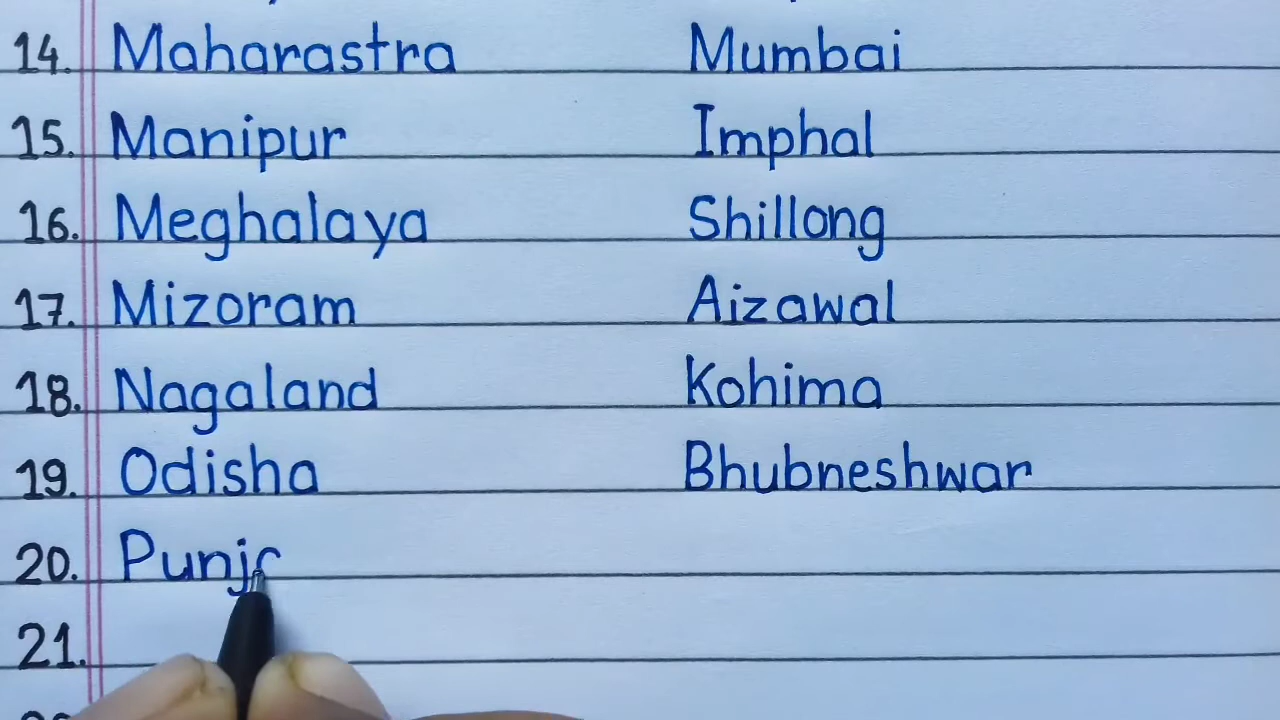 14. Maharastra Mumbai
15. Manipur Imphal
16. Meghalaya Shillong
17. Mizoram Aizawal
18. Nagaland Kohima
19. Odisha Bhubneshwar
20. Punj
21.